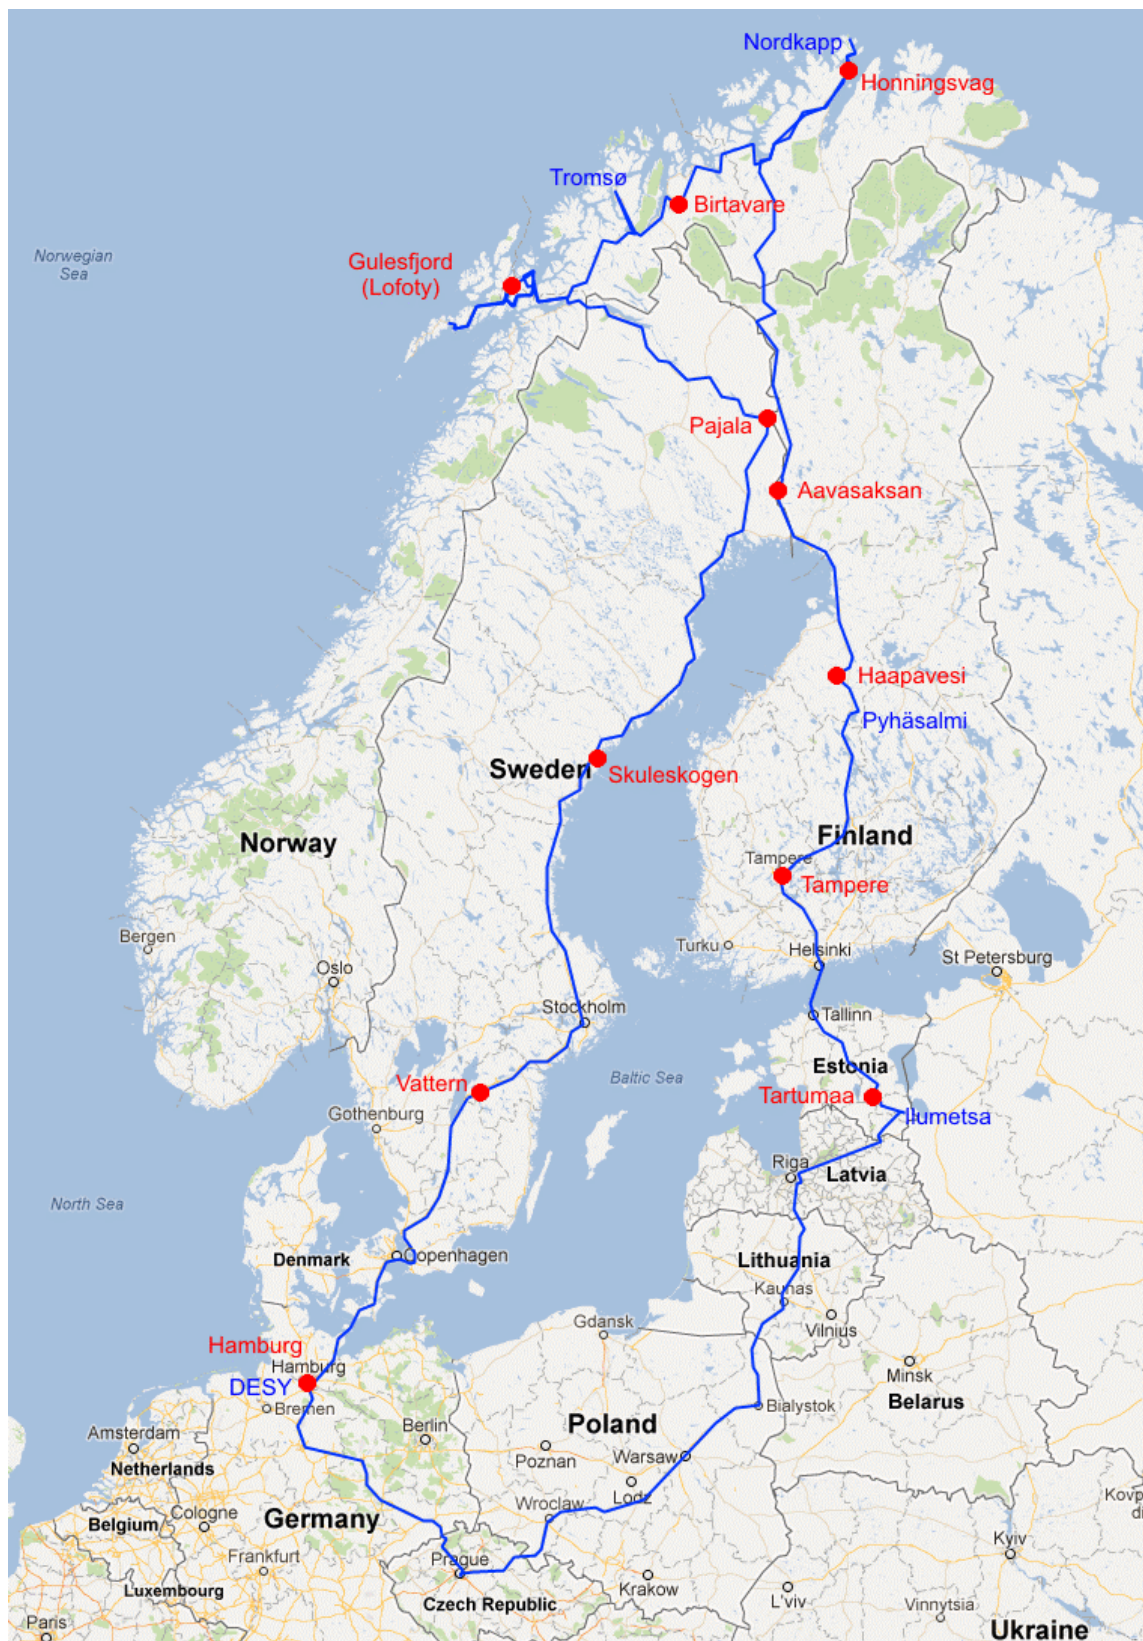 Nordkapp
Honningsvag
Tromsø
Birtavare
Norwegian
Sea
Gulesfjord
(Lofoty)
Pajala
Aavasaksan
Haapavesi
Pyhäsalmi
Sweden
Skuleskogen
Norway
Finland
Tampere
Tampere
Bergen
Turku
Helsinki
St Petersburg
Oslo
Stockholm
Tallinn
Estonia
Baltic Sea
Vattern
Tartumaa
Ilumetsa
Gothenburg
Riga
Latvia
North Sea
Denmark
Copenhagen
Lithuania
Kaunas
Vilnius
Gdansk
Hamburg
Hamburg
DESY
Minsk
Belarus
Bremen
Bialystok
Berlin
Poland
Amsterdam
Poznan
Warsaw
Netherlands
Lodz
Kovp
di
Cologne
Wroclaw
Belgium
Germany
Kyiv
Frankfurt
Prague
Krakow
L'viv
Luxembourg
Czech Republic
Vinnytsia
Paris
Ukraine